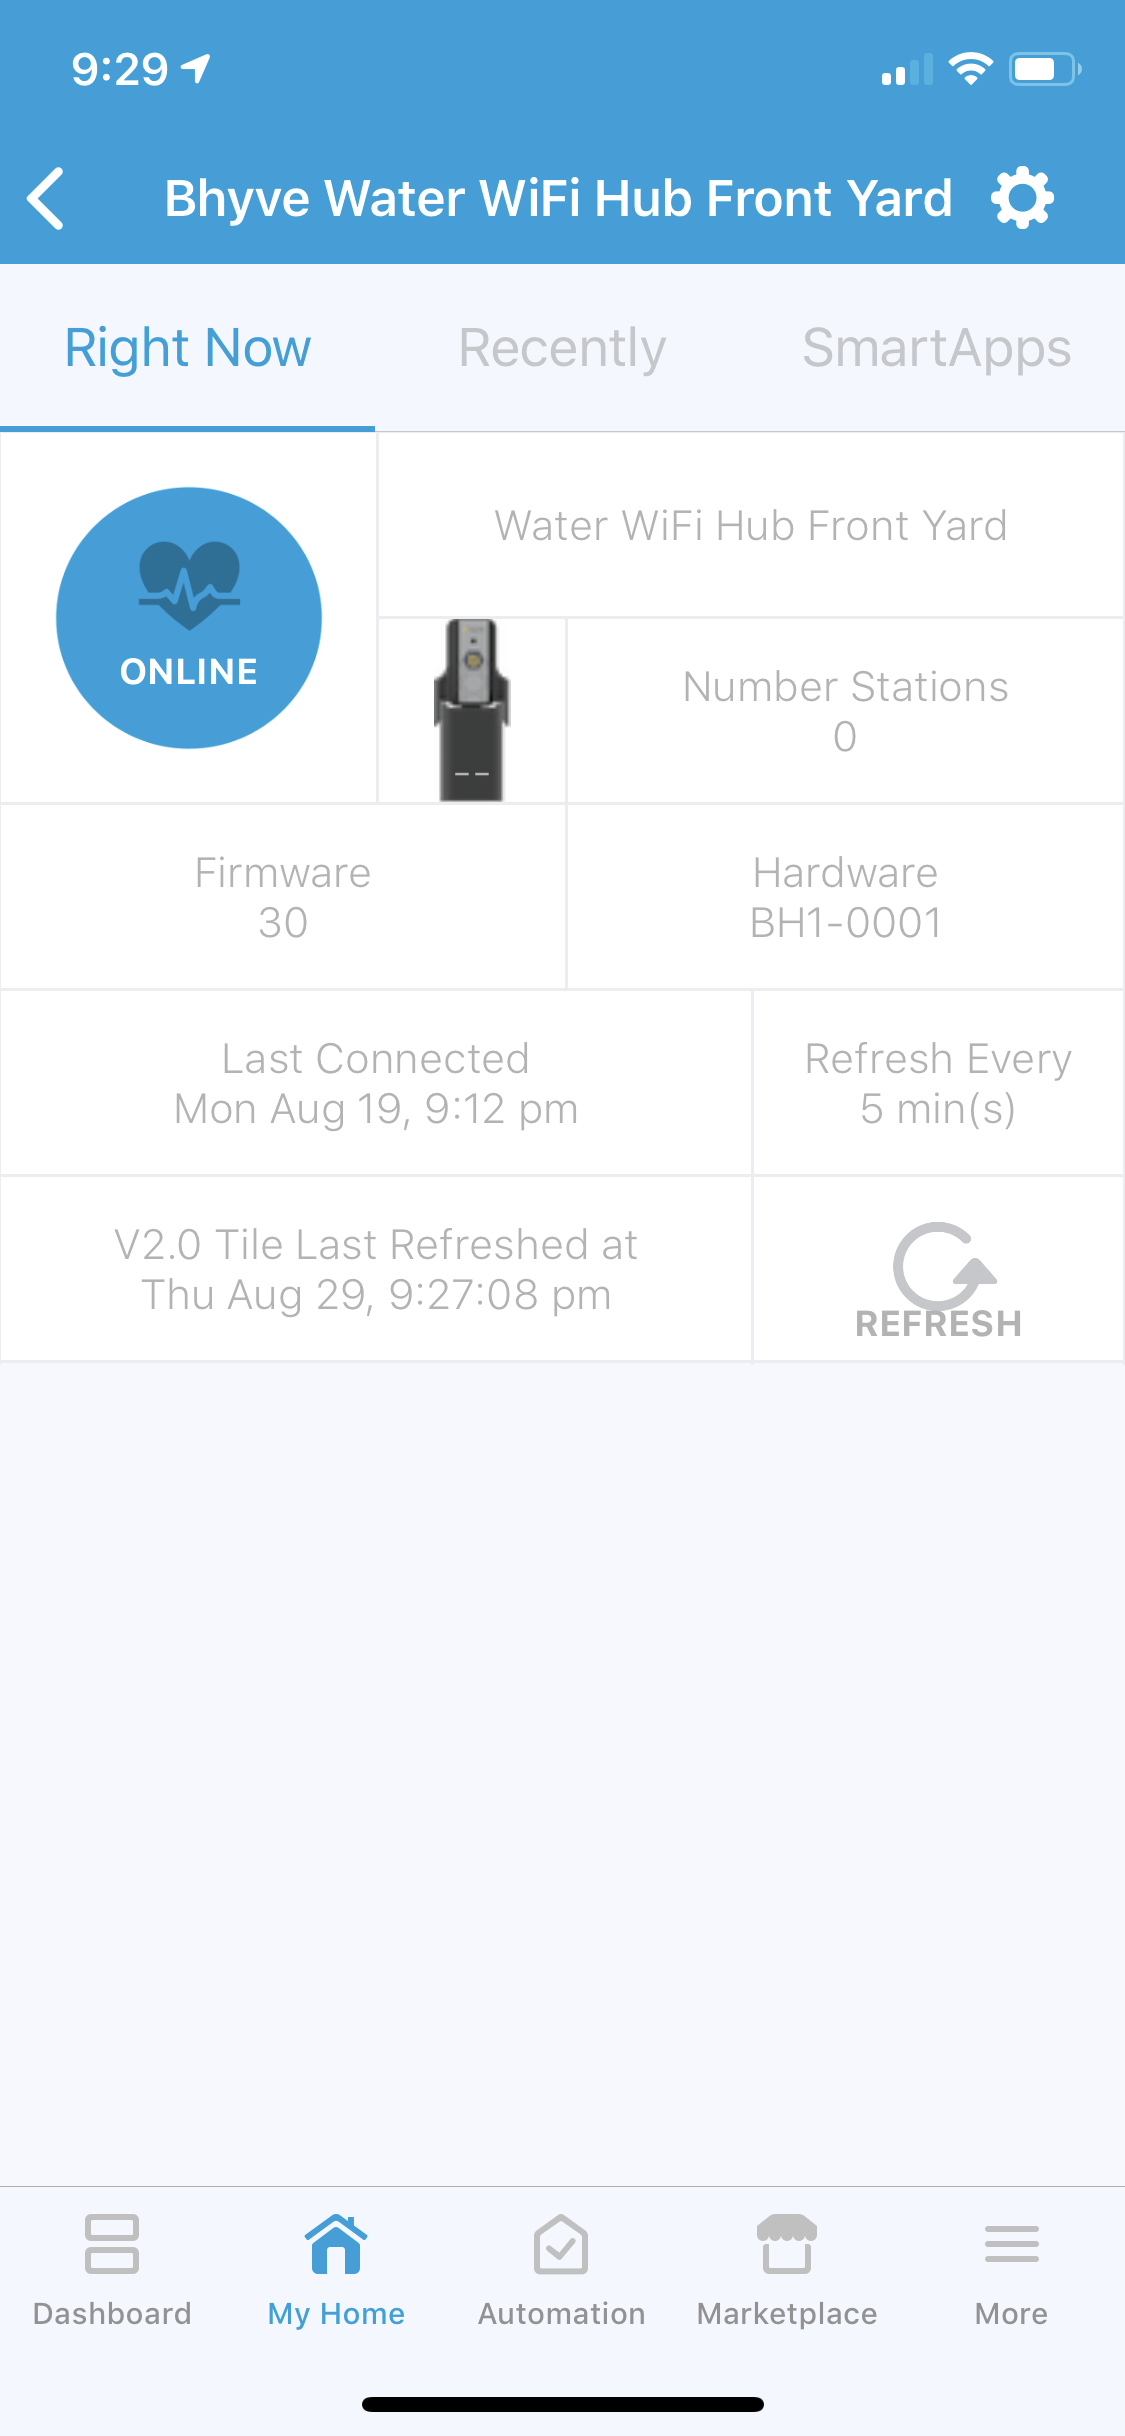 9:29
Bhyve Water WiFi Hub Front Yard
Right Now
Recently
SmartApps
ONLINE
Water WiFi Hub Front Yard
Number Stations
0
Firmware
30
Hardware
BH1-0001
Last Connected
Mon Aug 19, 9:12 pm
Refresh Every
5 min(s)
V2.0 Tile Last Refreshed at
Thu Aug 29, 9:27:08 pm
REFRESH
Dashboard
My Home
Automation
Marketplace
More